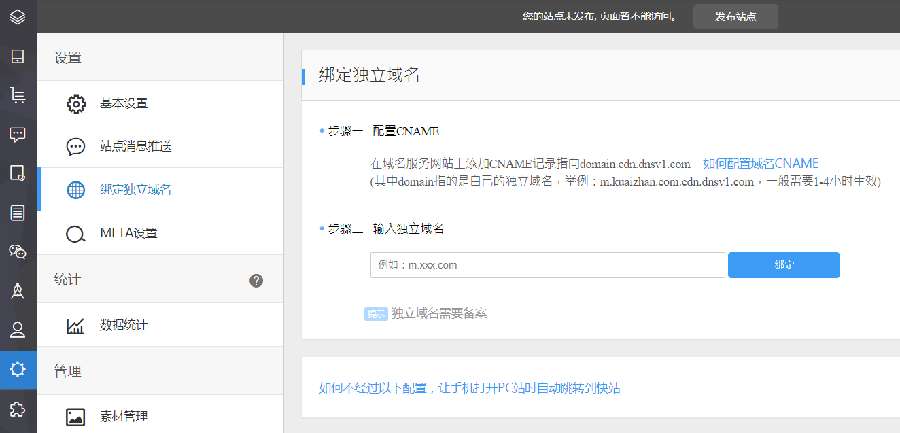 您的站点未发布, 页面暂不能访问。 发布站点
设置
基本设置
站点消息推送
绑定独立域名
META设置
统计
?
数据统计
管理
素材管理
绑定独立域名
步骤一 配置CNAME
在域名服务网站上添加CNAME记录指向domain.cdn.dnsv1.com 如何配置域名CNAME
(其中domain指的是自己的独立域名，举例：m.kuaizhan.com.cdn.dnsv1.com，一般需要1-4小时生效)
步骤二 输入独立域名
例如：m.xxx.com 绑定
提示 独立域名需要备案
如何不经过以下配置，让手机打开PC站时自动跳转到快站